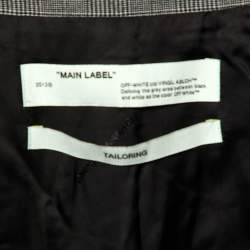 "MAIN LABEL"
OFF-WHITE c/o VIRGIL ABLOH™
Defining the grey area between black
and white as the color OFF-WHITE™
TAILORING